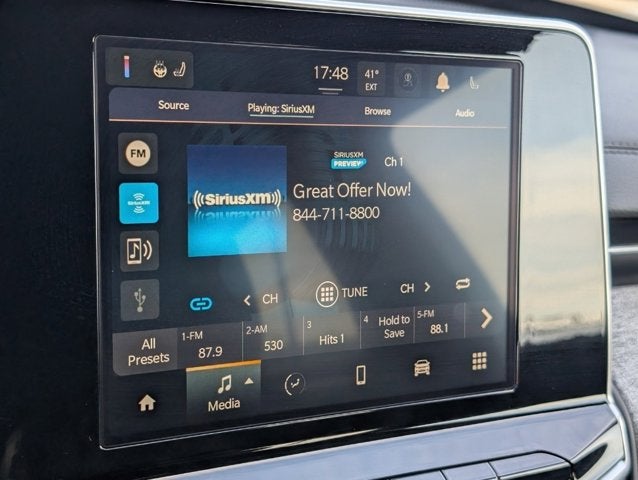 17:48
41°
EXT
Source
Playing: SiriusXM
Browse
Audio
FM
SiriusXM
((SiriusXM))
SIRIUSXM
PREVIEW
Ch 1
Great Offer Now!
844-711-8800
CH
TUNE
CH
All
Presets
1-FM
87.9
2-AM
530
3
Hits 1
4
Hold to
Save
5-FM
88.1
Media